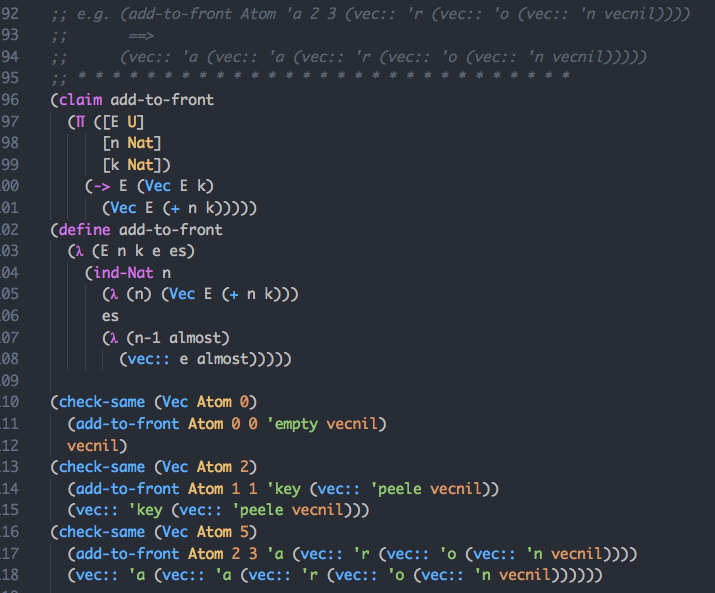 92 ;; e.g. (add-to-front Atom 'a 2 3 (vec:: 'r (vec:: 'o (vec:: 'n vecnil))))
93 ;;        ==>
94 ;;       (vec:: 'a (vec:: 'a (vec:: 'r (vec:: 'o (vec:: 'n vecnil)))))
95 ;; * * * * * * * * * * * * * * * * * * * * * * * * * * * * *
96 (claim add-to-front
97   (Π ([E U]
98       [n Nat]
99       [k Nat])
00     (-> E (Vec E k)
01       (Vec E (+ n k)))))
02 (define add-to-front
03   (λ (E n k e es)
04     (ind-Nat n
05       (λ (n) (Vec E (+ n k)))
06       es
07       (λ (n-1 almost)
08         (vec:: e almost)))))
09
10 (check-same (Vec Atom 0)
11   (add-to-front Atom 0 0 'empty vecnil)
12   vecnil)
13 (check-same (Vec Atom 2)
14   (add-to-front Atom 1 1 'key (vec:: 'peele vecnil))
15   (vec:: 'key (vec:: 'peele vecnil)))
16 (check-same (Vec Atom 5)
17   (add-to-front Atom 2 3 'a (vec:: 'r (vec:: 'o (vec:: 'n vecnil))))
18   (vec:: 'a (vec:: 'a (vec:: 'r (vec:: 'o (vec:: 'n vecnil))))))